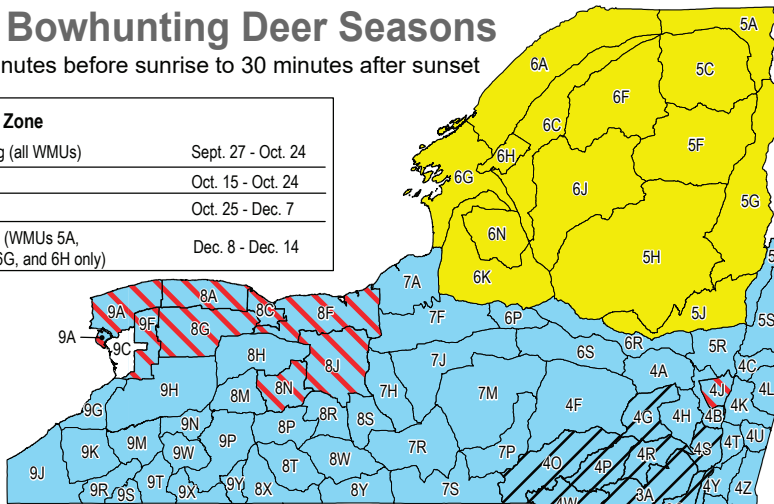 Bowhunting Deer Seasons
nutes before sunrise to 30 minutes after sunset
Zone
g (all WMUs) Sept. 27 - Oct. 24
Oct. 15 - Oct. 24
Oct. 25 - Dec. 7
(WMUs 5A,
6G, and 6H only) Dec. 8 - Dec. 14
5A
6A
5C
6F
6C
5F
6H
6G
6J
5G
6N
5H
6K
7A
8A
9A
8C
8F
5J
9F
8G
7F
6P
5S
9A
9C
8H
6S
6R
5R
8J
7J
4A
4C
9H
8M
8N
7H
7M
4J
4L
4F
4K
9G
8R
8S
4G
4H
4B
9N
8P
9M
9P
4U
9K
9W
7R
7P
4R
4S
4T
9J
8T
8W
4O
4P
9T
9Y
4Y
9R
9S
9X
8X
8Y
7S
4W
3A
4Z